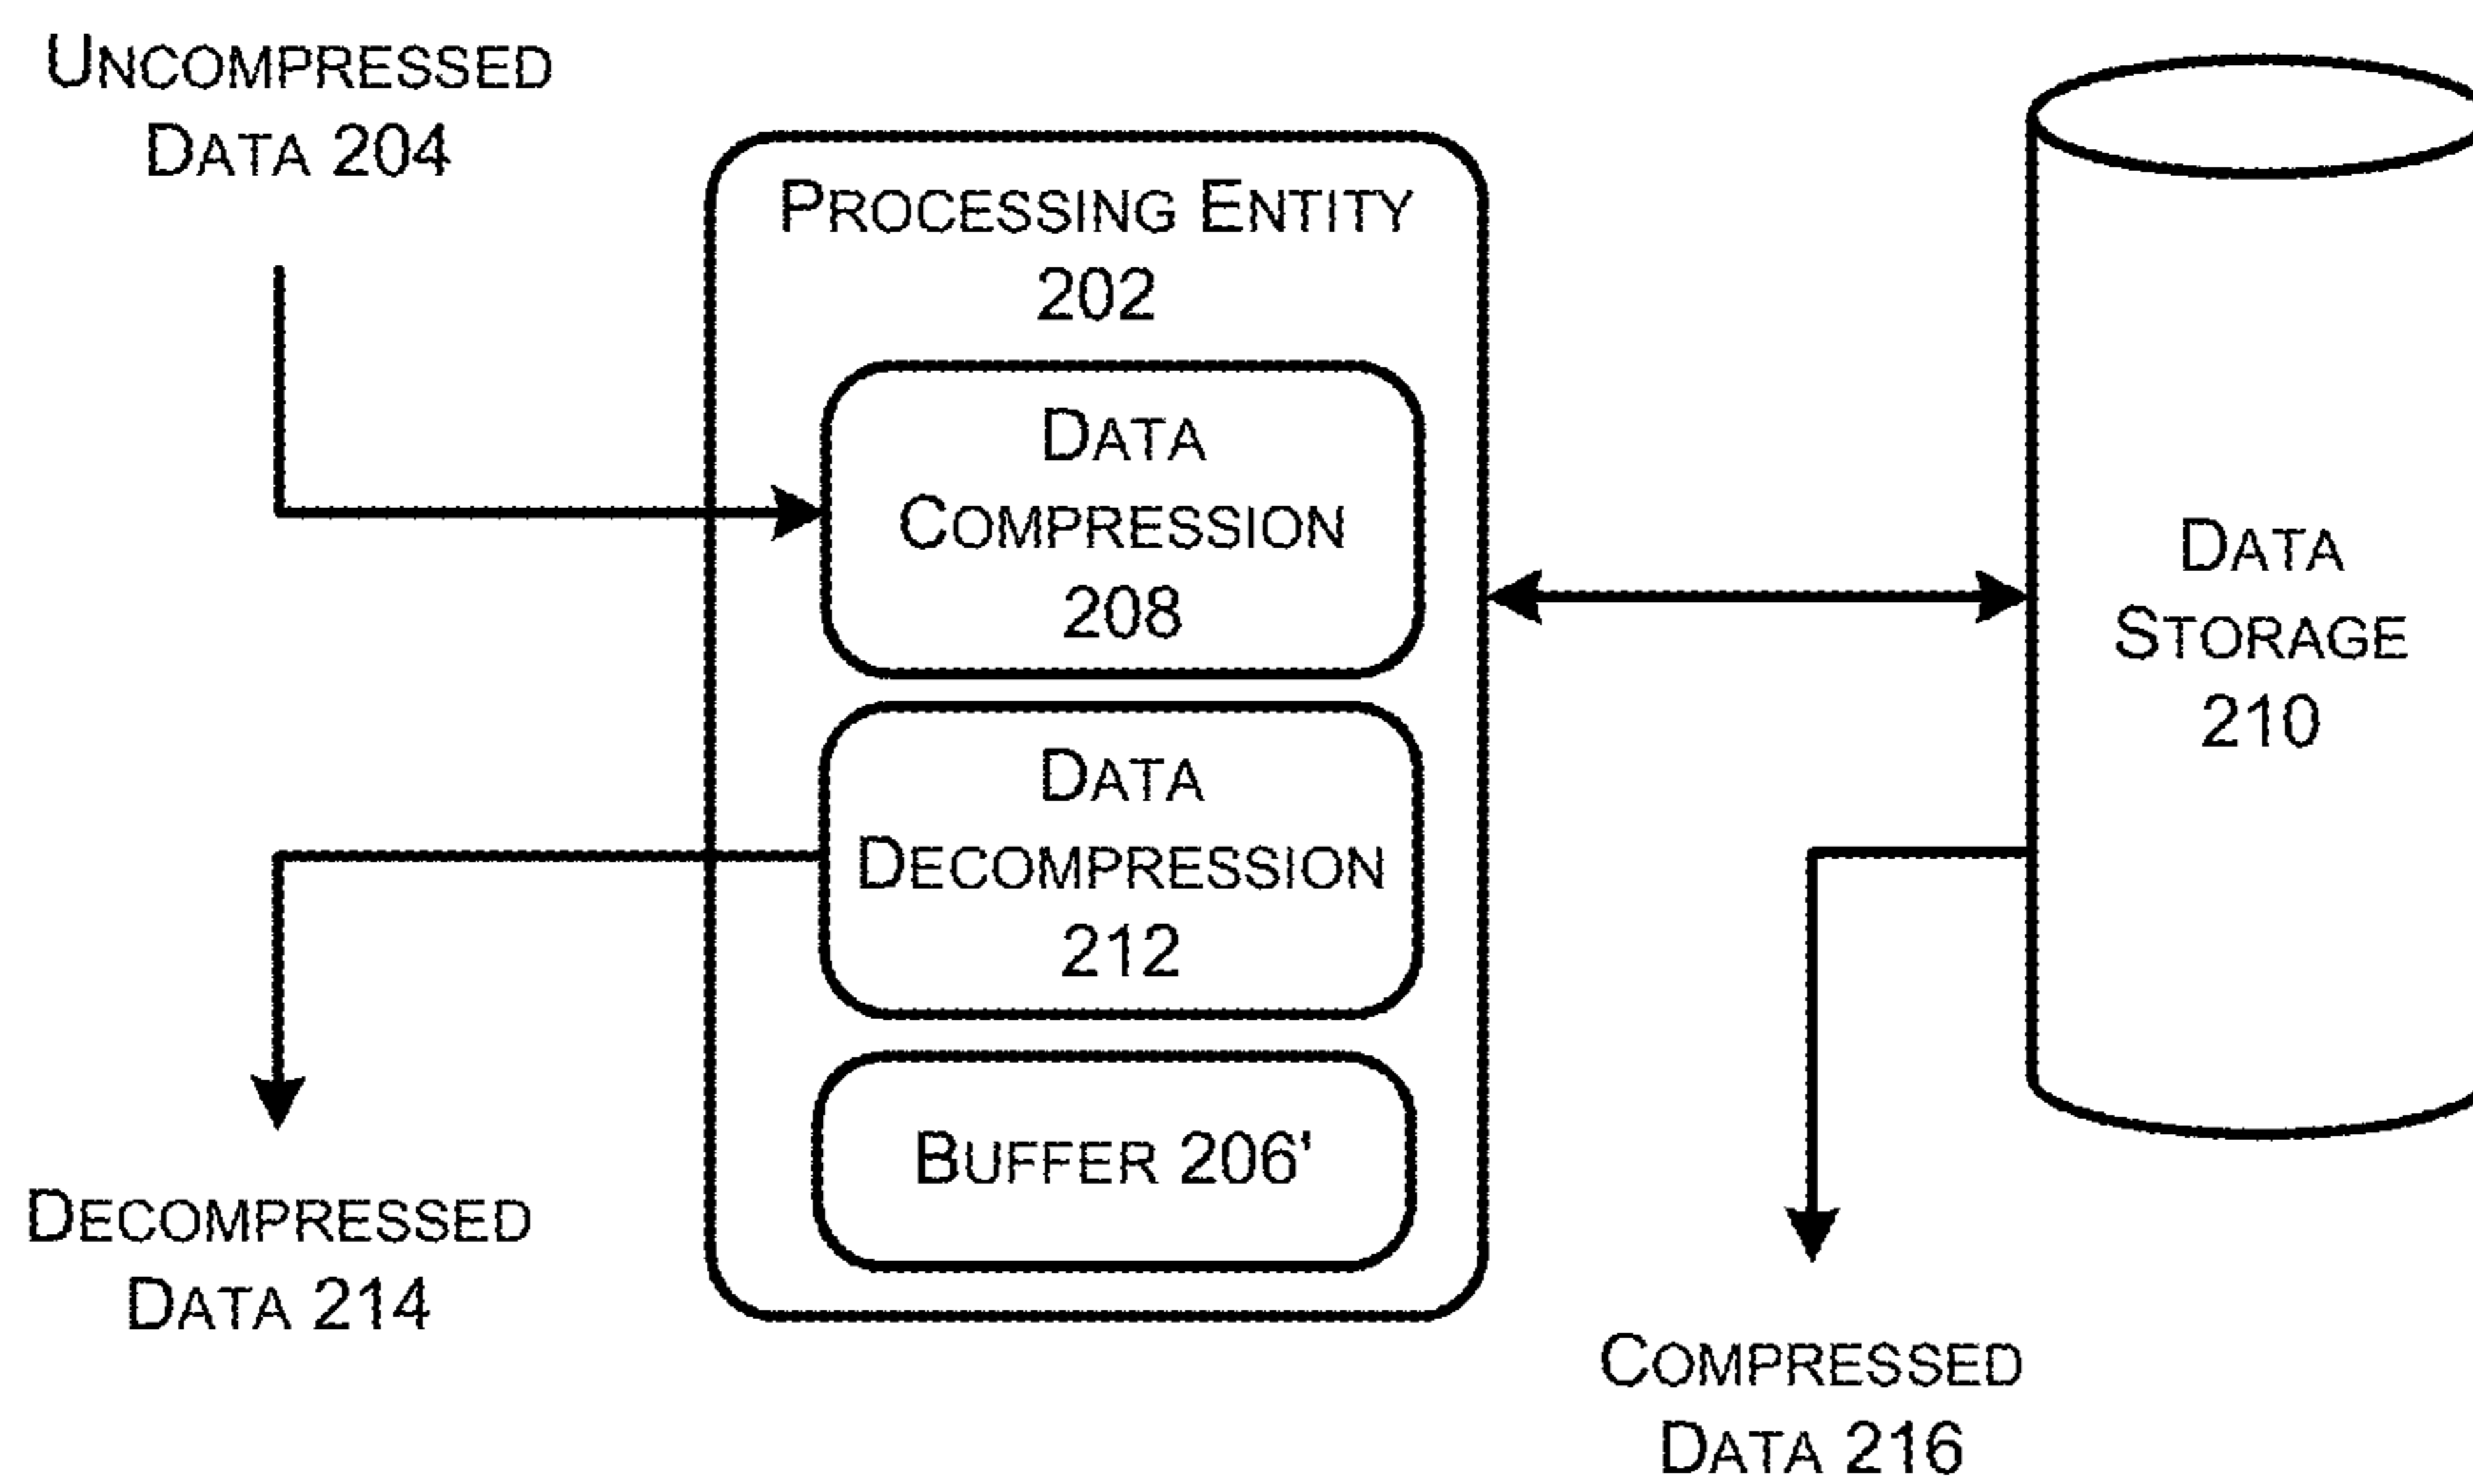 UNCOMPRESSED
DATA 204
PROCESSING ENTITY
202
DATA
COMPRESSION
208
DATA
DECOMPRESSION
212
BUFFER 206'
DATA
STORAGE
210
DECOMPRESSED
DATA 214
COMPRESSED
DATA 216